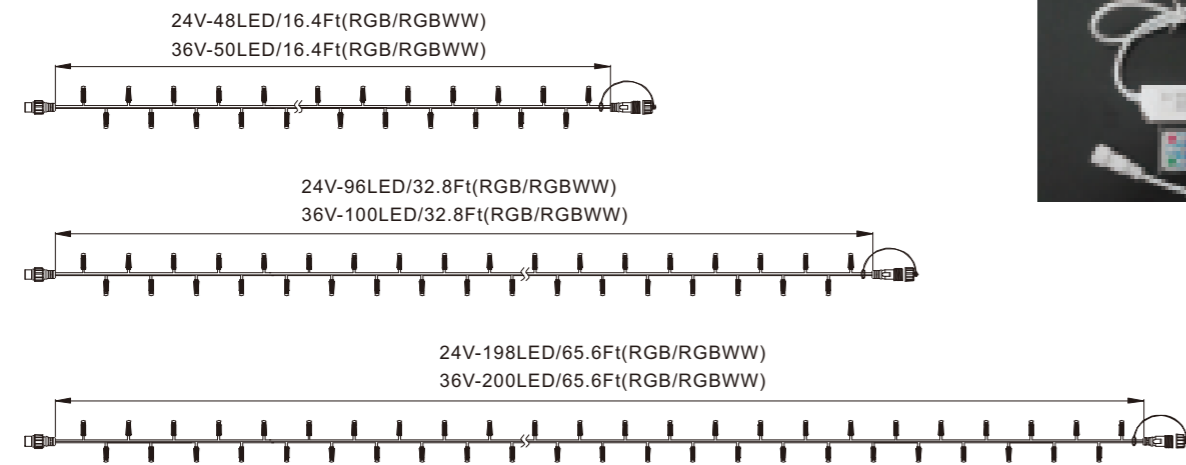 24V-48LED/16.4Ft(RGB/RGBWW)
36V-50LED/16.4Ft(RGB/RGBWW)
24V-96LED/32.8Ft(RGB/RGBWW)
36V-100LED/32.8Ft(RGB/RGBWW)
24V-198LED/65.6Ft(RGB/RGBWW)
36V-200LED/65.6Ft(RGB/RGBWW)